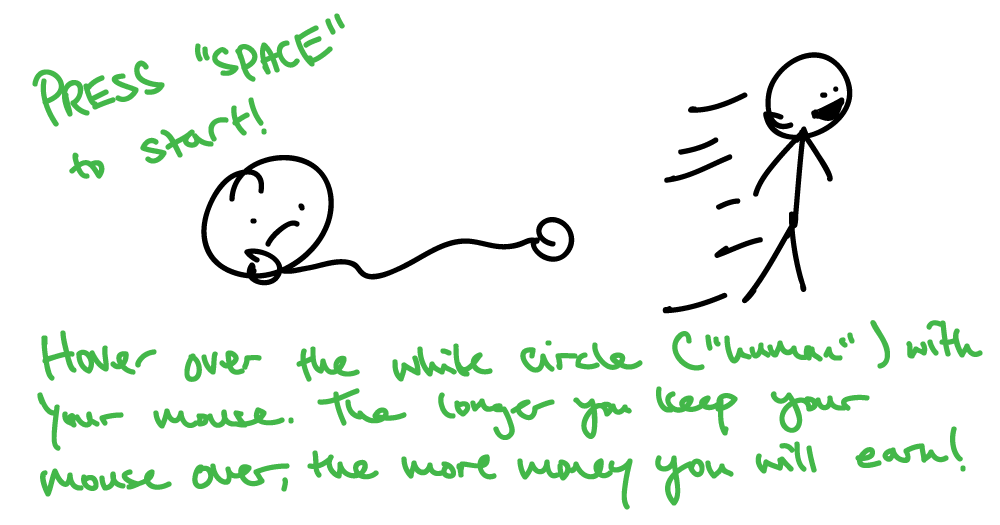 PRESS "SPACE"
to start!
Hover over the white circle ("human") with
your mouse. The longer you keep your
mouse over, the more money you will earn!